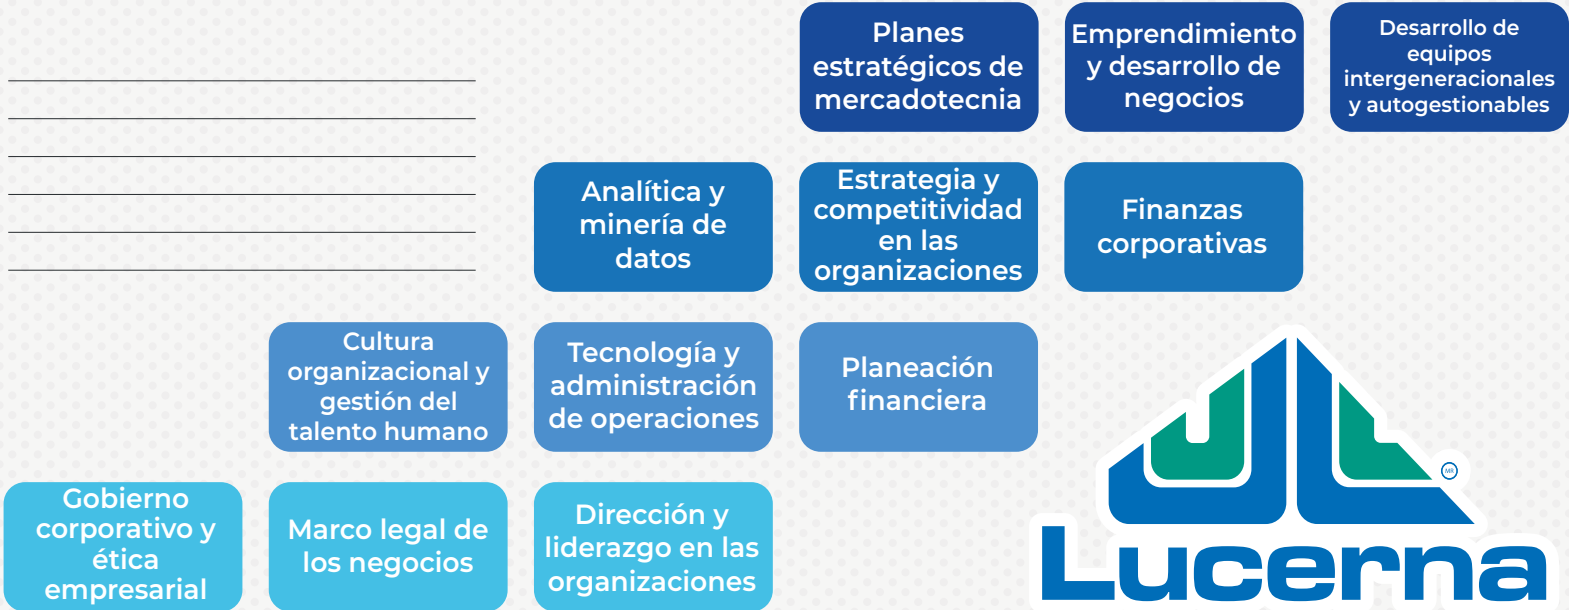 Planes
estratégicos de
mercadotecnia
Emprendimiento
y desarrollo de
negocios
Desarrollo de
equipos
intergeneracionales
y autogestionables
Analítica y
minería de
datos
Estrategia y
competitividad
en las
organizaciones
Finanzas
corporativas
Cultura
organizacional y
gestión del
talento humano
Tecnología y
administración
de operaciones
Planeación
financiera
Gobierno
corporativo y
ética
empresarial
Marco legal de
los negocios
Dirección y
liderazgo en las
organizaciones
MR
Lucerna